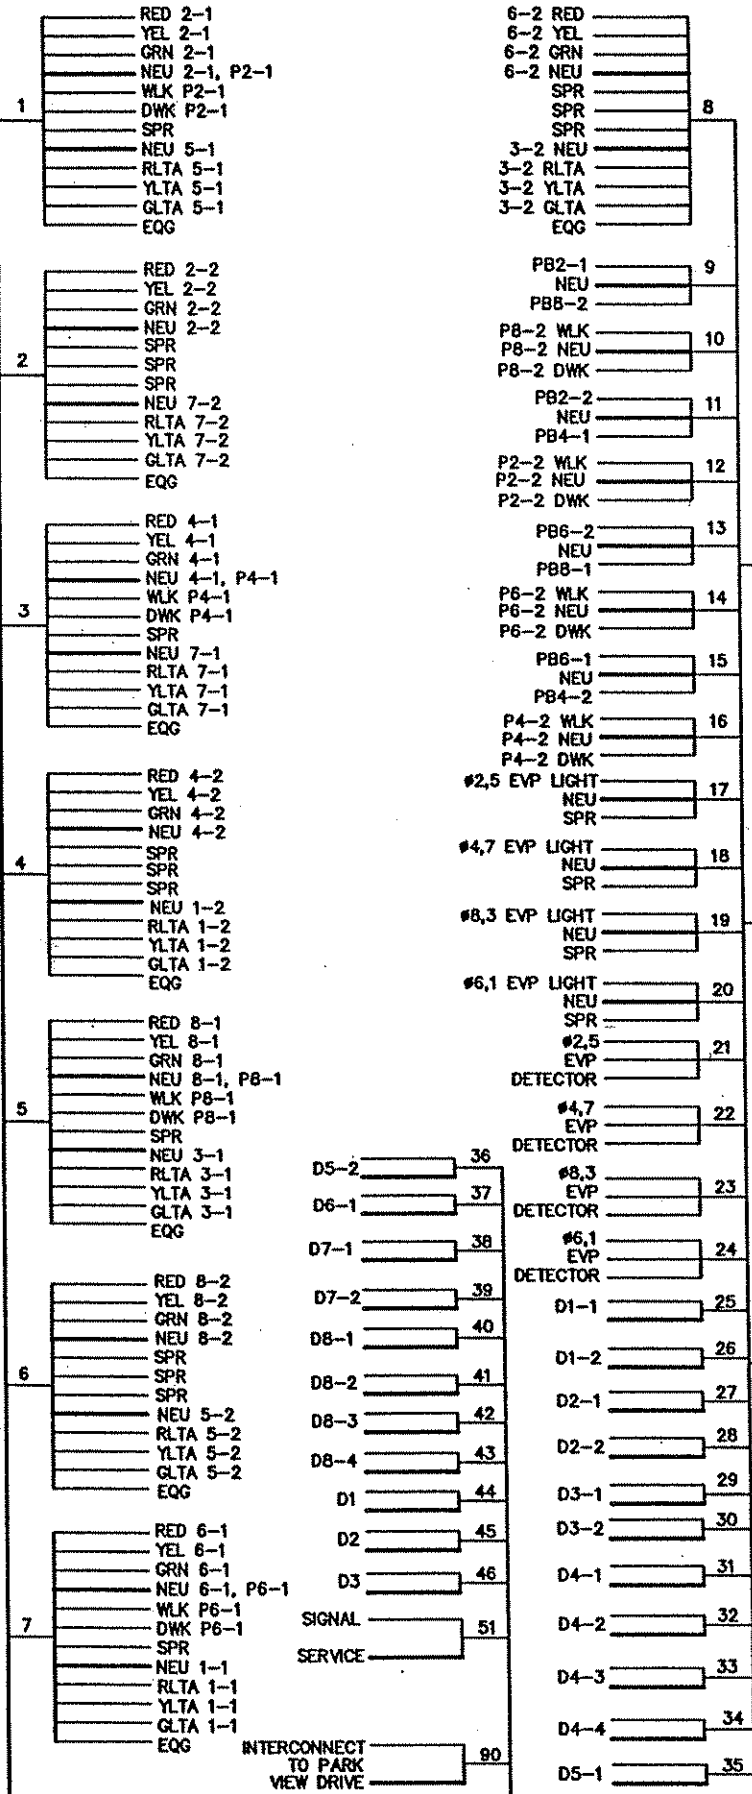 1
RED 2-1
YEL 2-1
GRN 2-1
NEU 2-1, P2-1
WLK P2-1
DWK P2-1
SPR
NEU 5-1
RLTA 5-1
YLTA 5-1
GLTA 5-1
EQG
2
RED 2-2
YEL 2-2
GRN 2-2
NEU 2-2
SPR
SPR
SPR
NEU 7-2
RLTA 7-2
YLTA 7-2
GLTA 7-2
EQG
3
RED 4-1
YEL 4-1
GRN 4-1
NEU 4-1, P4-1
WLK P4-1
DWK P4-1
SPR
NEU 7-1
RLTA 7-1
YLTA 7-1
GLTA 7-1
EQG
4
RED 4-2
YEL 4-2
GRN 4-2
NEU 4-2
SPR
SPR
SPR
NEU 1-2
RLTA 1-2
YLTA 1-2
GLTA 1-2
EQG
5
RED 8-1
YEL 8-1
GRN 8-1
NEU 8-1, P8-1
WLK P8-1
DWK P8-1
SPR
NEU 3-1
RLTA 3-1
YLTA 3-1
GLTA 3-1
EQG
6
RED 8-2
YEL 8-2
GRN 8-2
NEU 8-2
SPR
SPR
SPR
NEU 5-2
RLTA 5-2
YLTA 5-2
GLTA 5-2
EQG
7
RED 6-1
YEL 6-1
GRN 6-1
NEU 6-1, P6-1
WLK P6-1
DWK P6-1
SPR
NEU 1-1
RLTA 1-1
YLTA 1-1
GLTA 1-1
EQG
D5-2 36
D6-1 37
D7-1 38
D7-2 39
D8-1 40
D8-2 41
D8-3 42
D8-4 43
D1 44
D2 45
D3 46
SIGNAL
SERVICE
51
INTERCONNECT
TO PARK
VIEW DRIVE
90
6-2 RED
6-2 YEL
6-2 GRN
6-2 NEU
SPR
SPR
SPR
3-2 NEU
3-2 RLTA
3-2 YLTA
3-2 GLTA
EQG
8
PB2-1
NEU
PB8-2
9
P8-2 WLK
P8-2 NEU
P8-2 DWK
10
PB2-2
NEU
PB4-1
11
P2-2 WLK
P2-2 NEU
P2-2 DWK
12
PB6-2
NEU
PB8-1
13
P6-2 WLK
P6-2 NEU
P6-2 DWK
14
PB6-1
NEU
PB4-2
15
P4-2 WLK
P4-2 NEU
P4-2 DWK
16
ø2,5 EVP LIGHT
NEU
SPR
17
ø4,7 EVP LIGHT
NEU
SPR
18
ø8,3 EVP LIGHT
NEU
SPR
19
ø6,1 EVP LIGHT
NEU
SPR
20
ø2,5
EVP
DETECTOR
21
ø4,7
EVP
DETECTOR
22
ø8,3
EVP
DETECTOR
23
ø6,1
EVP
DETECTOR
24
D1-1 25
D1-2 26
D2-1 27
D2-2 28
D3-1 29
D3-2 30
D4-1 31
D4-2 32
D4-3 33
D4-4 34
D5-1 35